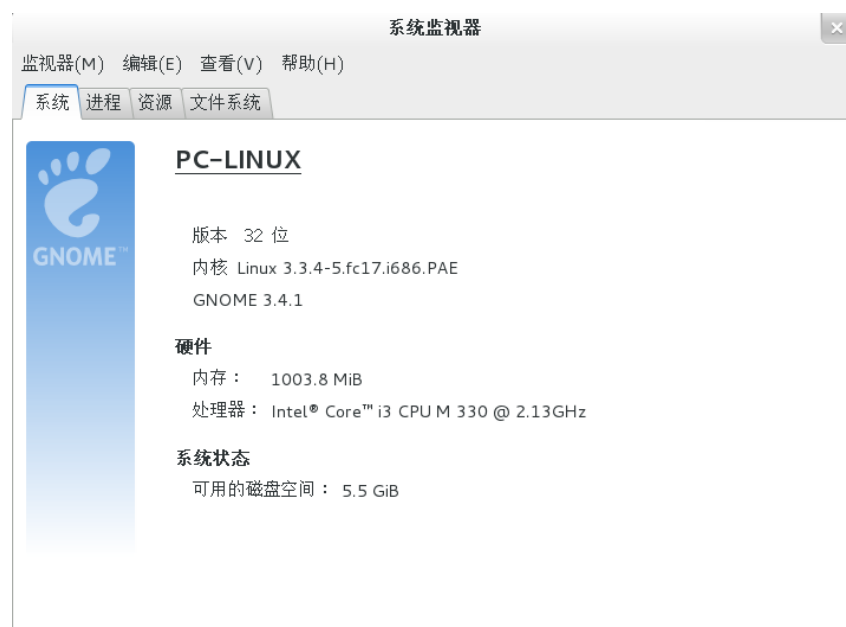 系统监视器
监视器(M) 编辑(E) 查看(V) 帮助(H)
系统 进程 资源 文件系统
PC-LINUX
GNOME™
版本 32 位
内核 Linux 3.3.4-5.fc17.i686.PAE
GNOME 3.4.1
硬件
内存： 1003.8 MiB
处理器： Intel® Core™ i3 CPU M 330 @ 2.13GHz
系统状态
可用的磁盘空间： 5.5 GiB